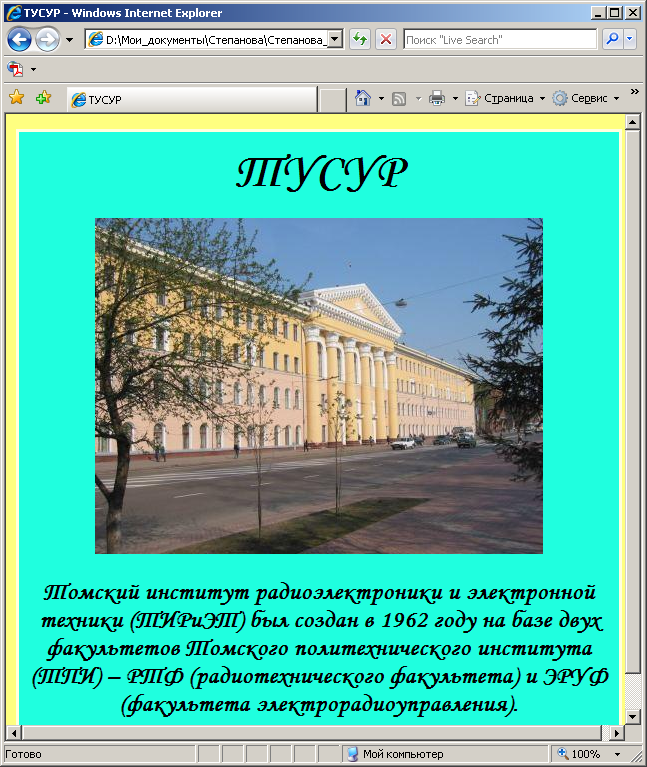 ТУСУР - Windows Internet Explorer
D:\Мои_документы\Степанова\Степанова_
Поиск "Live Search"
ТУСУР
Страница
Сервис
»
ТУСУР
Томский институт радиоэлектроники и электронной
техники (ТИРиЭТ) был создан в 1962 году на базе двух
факультетов Томского политехнического института
(ТПИ) – РТФ (радиотехнического факультета) и ЭРУФ
(факультета электрорадиоуправления).
Готово
Мой компьютер
100%